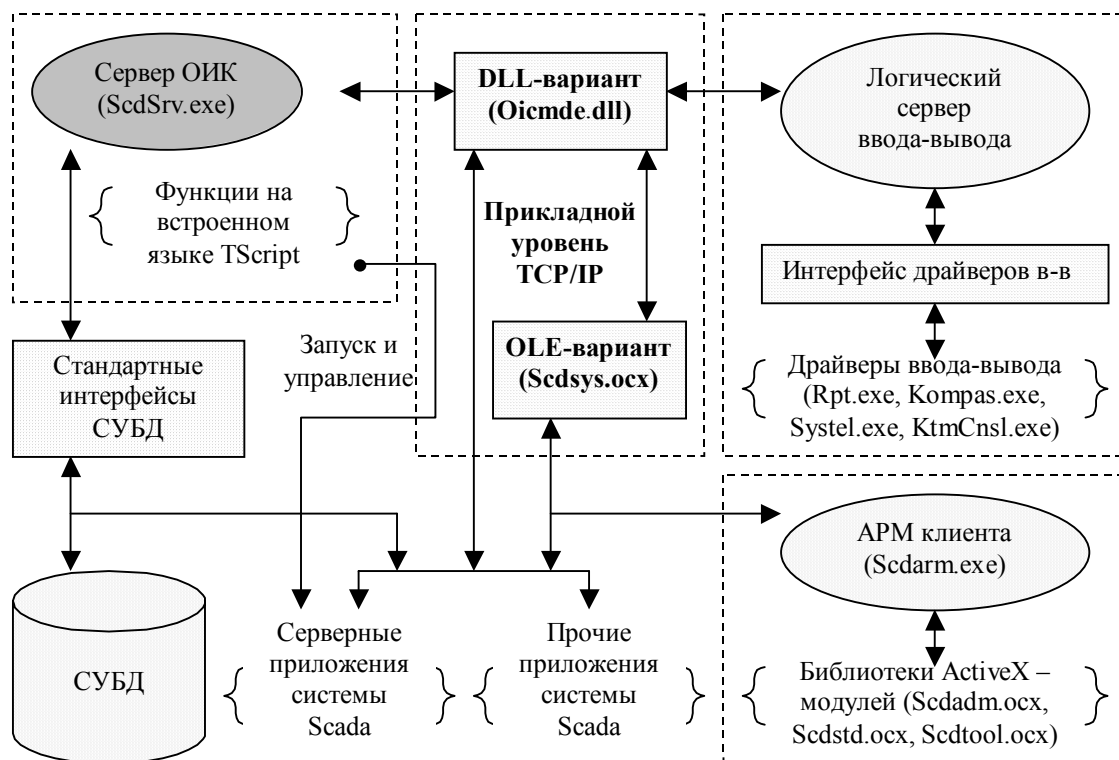 Сервер ОИК
(ScdSrv.exe)
Функции на
встроенном
языке TScript
DLL-вариант
(Oicmde.dll)
Прикладной
уровень
TCP/IP
OLE-вариант
(Scdsys.ocx)
Логический
сервер
ввода-вывода
Интерфейс драйверов в-в
Драйверы ввода-вывода
(Rpt.exe, Kompas.exe,
Systel.exe, KtmCnsl.exe)
Стандартные
интерфейсы
СУБД
Запуск и
управление
АРМ клиента
(Scdarm.exe)
Библиотеки ActiveX –
модулей (Scdadm.ocx,
Scdstd.ocx, Scdtool.ocx)
СУБД
Серверные
приложения
системы
Scada
Прочие
приложения
системы
Scada